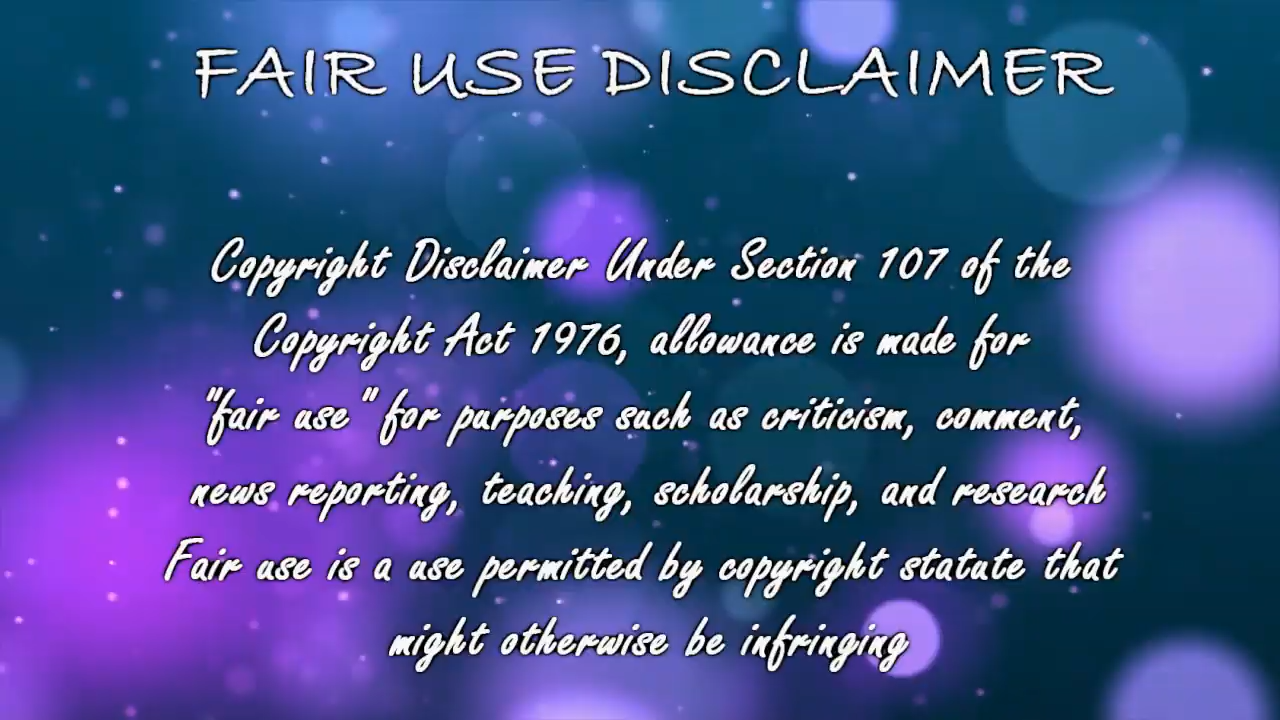 FAIR USE DISCLAIMER
Copyright Disclaimer Under Section 107 of the
Copyright Act 1976, allowance is made for
"fair use" for purposes such as criticism, comment,
news reporting, teaching, scholarship, and research
Fair use is a use permitted by copyright statute that
might otherwise be infringing